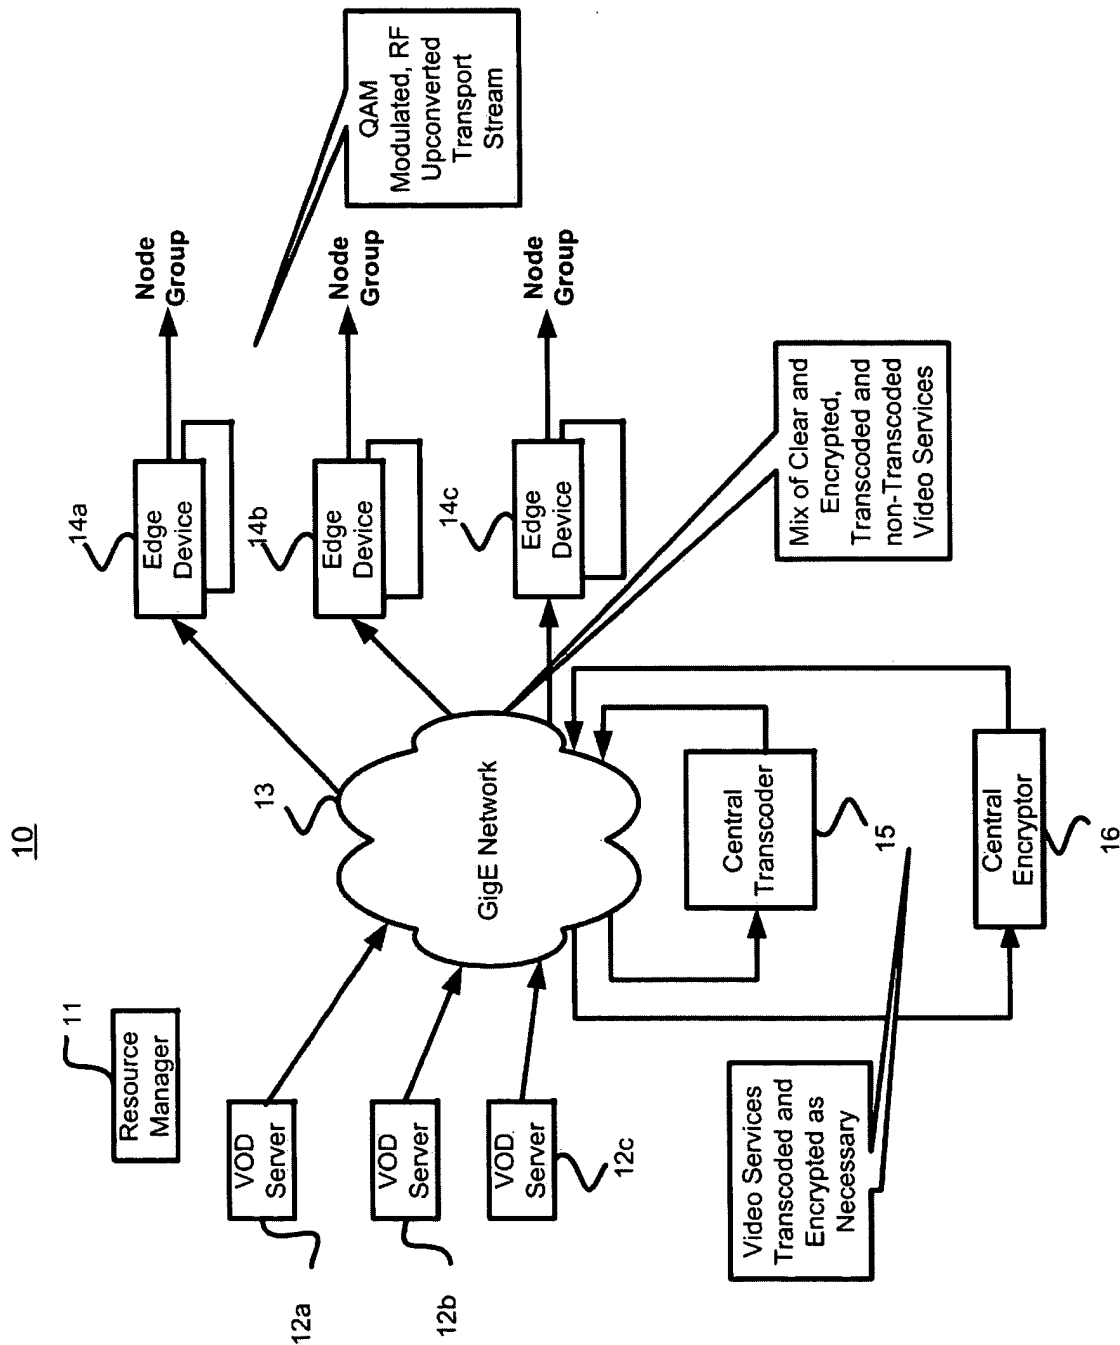 10
11
Resource
Manager
VOD
Server
12a
VOD
Server
12b
VOD
Server
12c
13
GigE Network
14a
Edge
Device
Node
Group
14b
Edge
Device
Node
Group
14c
Edge
Device
Node
Group
QAM
Modulated, RF
Upconverted
Transport
Stream
Mix of Clear and
Encrypted,
Transcoded and
non-Transcoded
Video Services
Central
Transcoder
15
Central
Encryptor
16
Video Services
Transcoded and
Encrypted as
Necessary